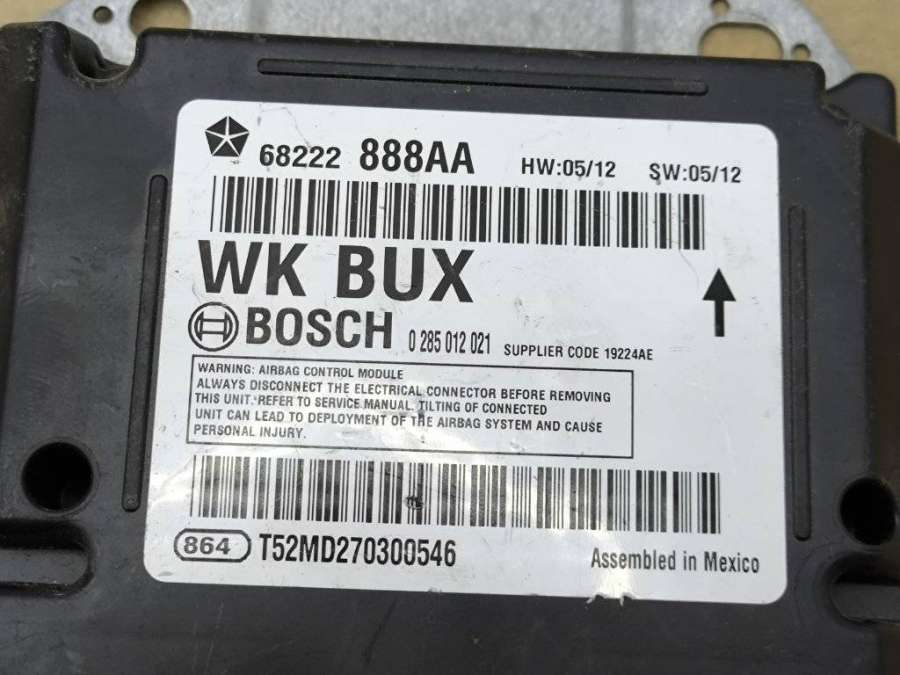 68222 888AA HW:05/12 SW:05/12
WK BUX
BOSCH 0 285 012 021 SUPPLIER CODE 19224AE
WARNING: AIRBAG CONTROL MODULE
ALWAYS DISCONNECT THE ELECTRICAL CONNECTOR BEFORE REMOVING
THIS UNIT. REFER TO SERVICE MANUAL. TILTING OF CONNECTED
UNIT CAN LEAD TO DEPLOYMENT OF THE AIRBAG SYSTEM AND CAUSE
PERSONAL INJURY.
864 T52MD270300546 Assembled in Mexico